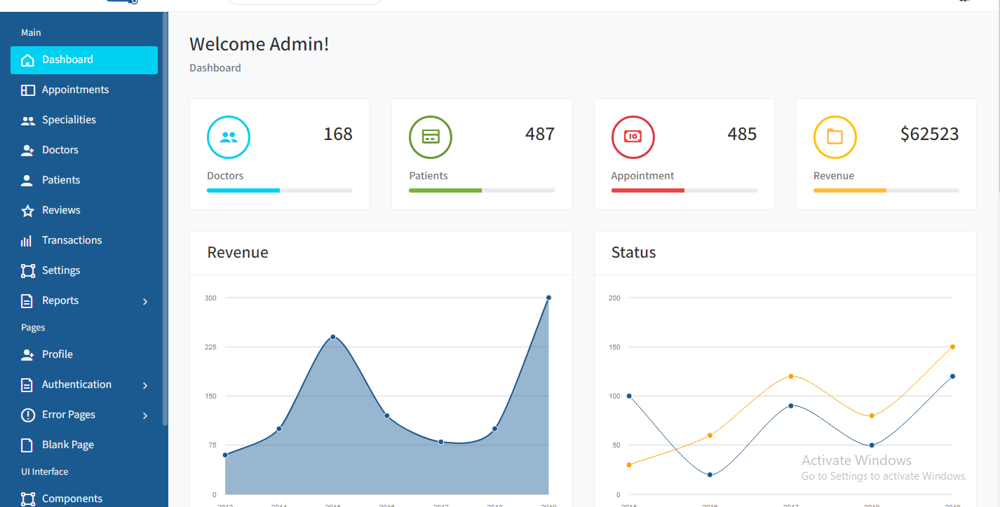 Main
Dashboard
Appointments
Specialities
Doctors
Patients
Reviews
Transactions
Settings
Reports
Pages
Profile
Authentication
Error Pages
Blank Page
UI Interface
Components
Welcome Admin!
Dashboard
168
Doctors
487
Patients
485
Appointment
$62523
Revenue
Revenue
300
225
150
75
0
Status
200
150
100
50
0
Activate Windows
Go to Settings to activate Windows.